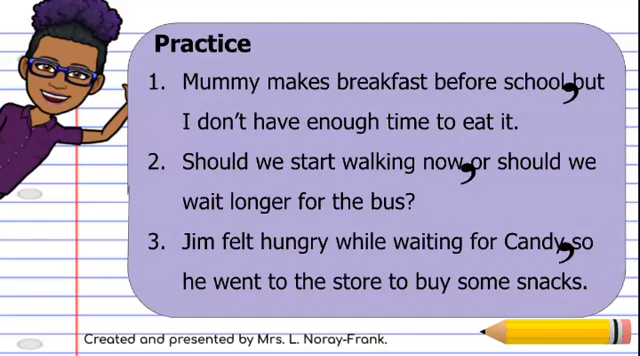 Practice
1. Mummy makes breakfast before school, but
I don't have enough time to eat it.
2. Should we start walking now, or should we
wait longer for the bus?
3. Jim felt hungry while waiting for Candy, so
he went to the store to buy some snacks.
Created and presented by Mrs. L. Noray-Frank.